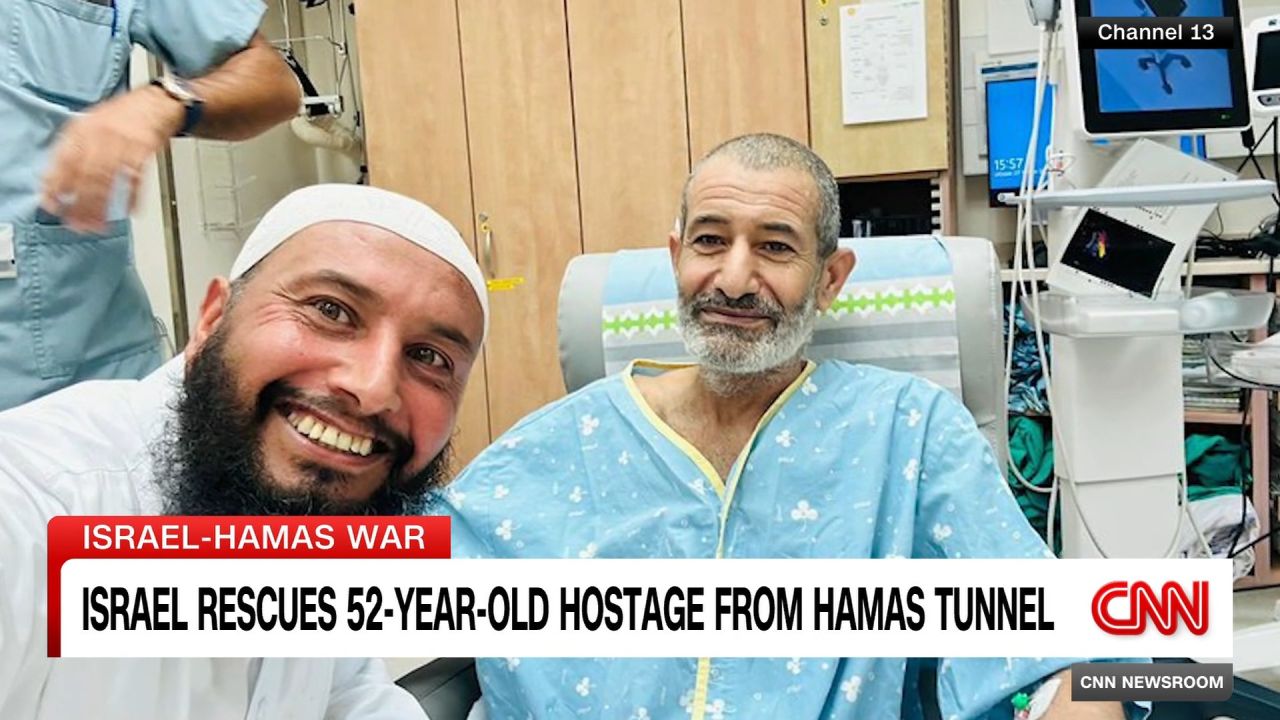 Channel 13
15:57
ISRAEL-HAMAS WAR
ISRAEL RESCUES 52-YEAR-OLD HOSTAGE FROM HAMAS TUNNEL
CNN
CNN NEWSROOM